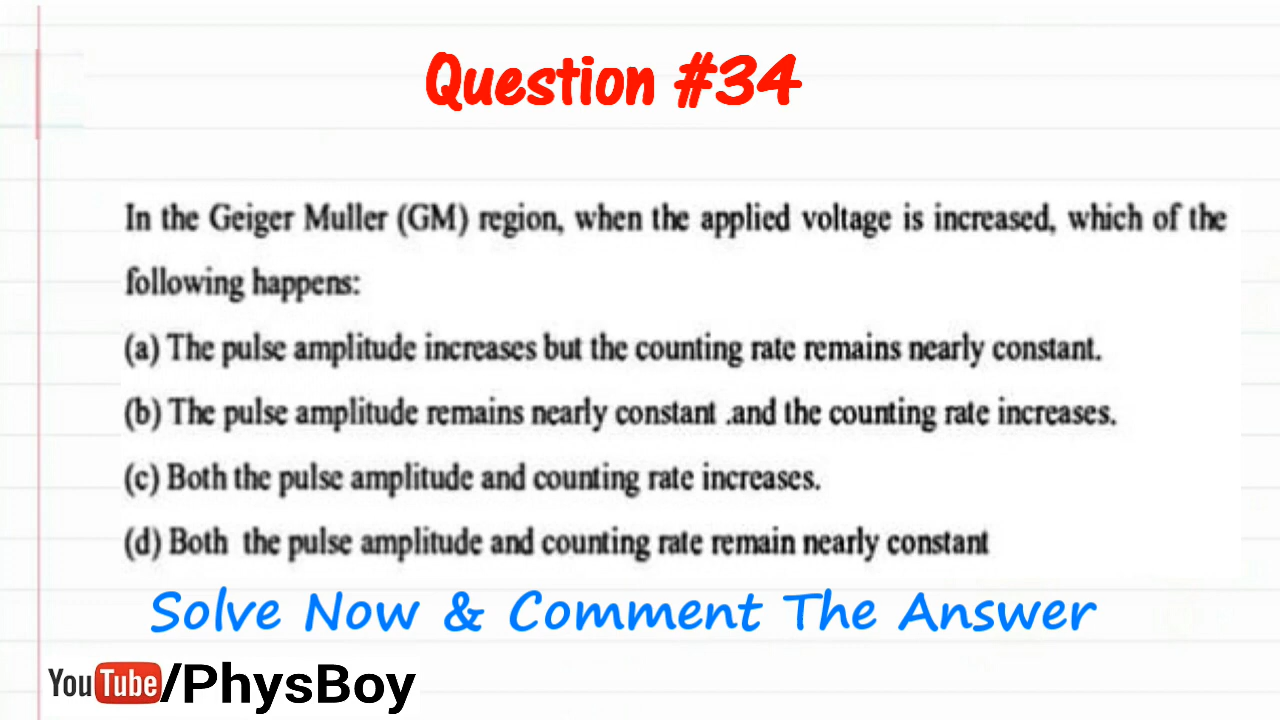 Question #34
In the Geiger Muller (GM) region, when the applied voltage is increased, which of the
following happens:
(a) The pulse amplitude increases but the counting rate remains nearly constant.
(b) The pulse amplitude remains nearly constant .and the counting rate increases.
(c) Both the pulse amplitude and counting rate increases.
(d) Both the pulse amplitude and counting rate remain nearly constant
Solve Now & Comment The Answer
YouTube/PhysBoy